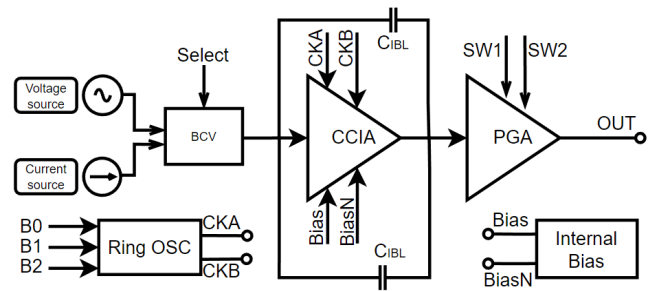 Voltage
source
Select
BCV
Current
source
CIBL
CKA
CKB
CCIA
Bias
BiasN
CIBL
SW1
SW2
PGA
OUT
B0
B1
B2
Ring OSC
CKA
CKB
Bias
BiasN
Internal
Bias